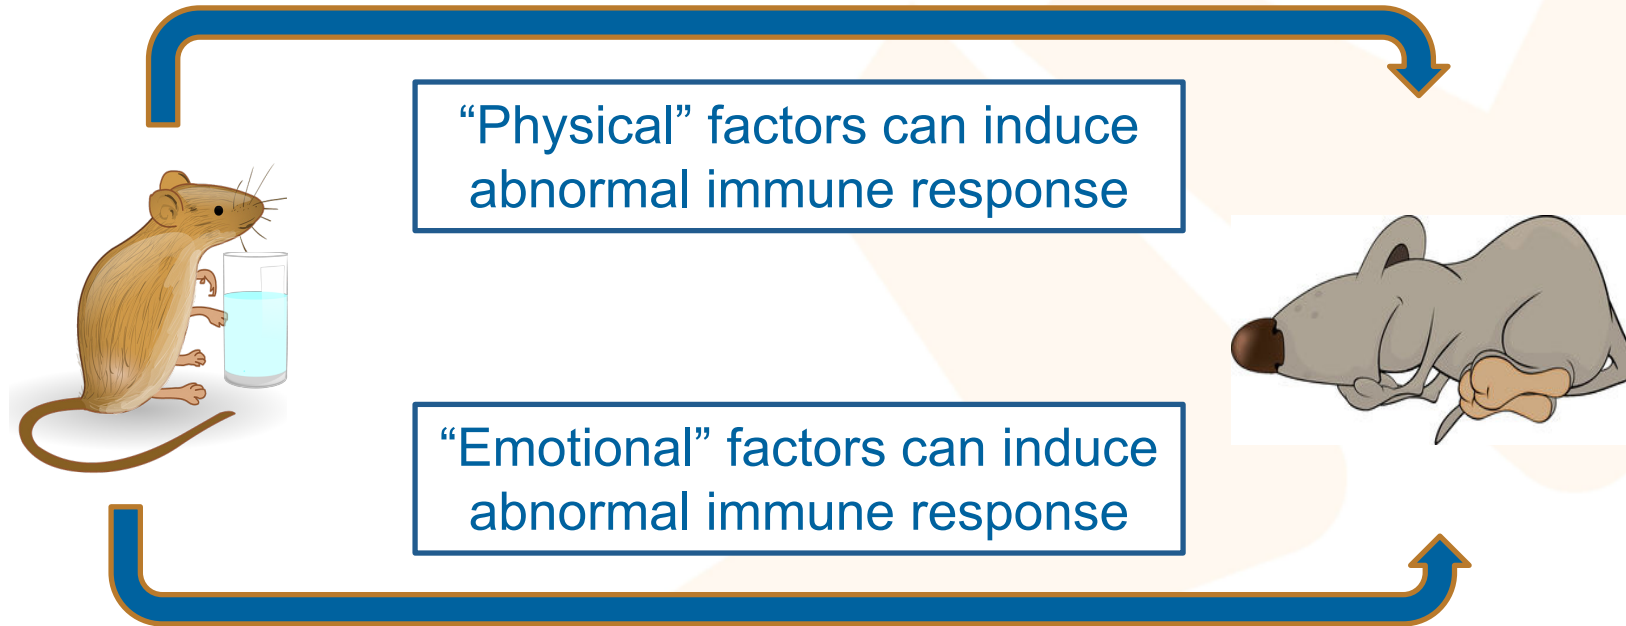 “Physical” factors can induce
abnormal immune response
“Emotional” factors can induce
abnormal immune response